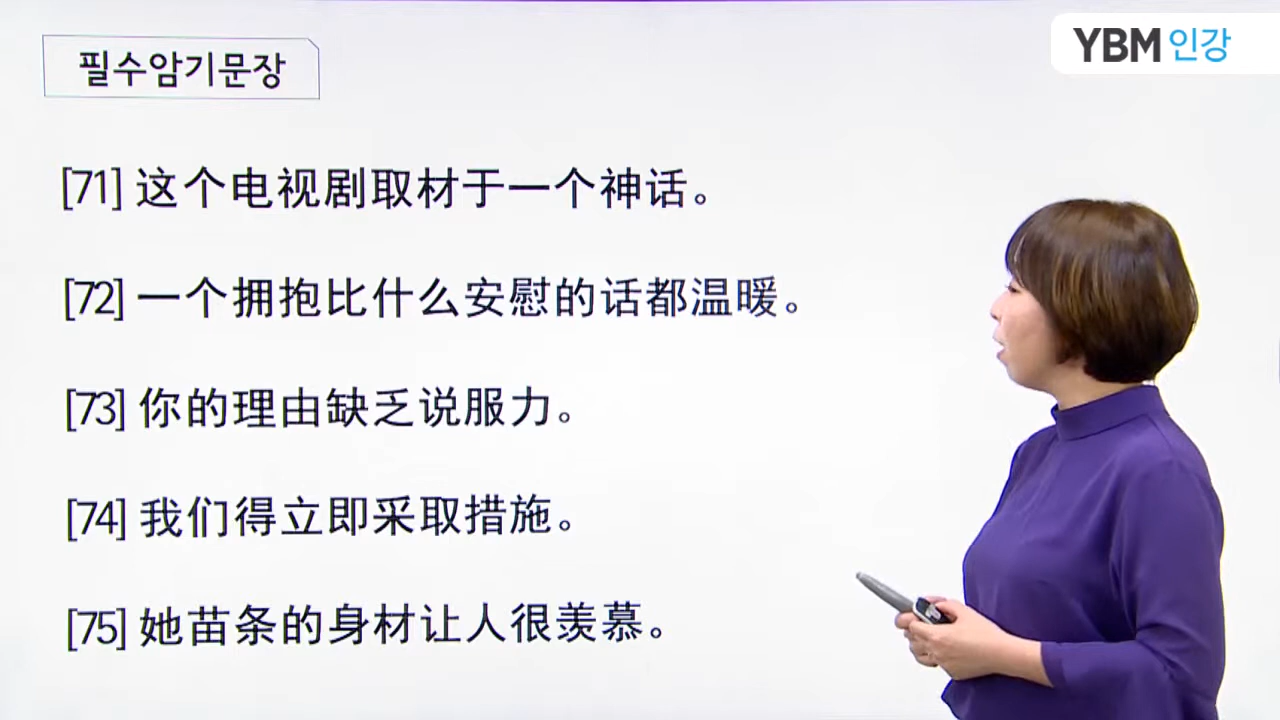 YBM 인강
필수암기문장
[71] 这个电视剧取材于一个神话。
[72] 一个拥抱比什么安慰的话都温暖。
[73] 你的理由缺乏说服力。
[74] 我们得立即采取措施。
[75] 她苗条的身材让人很羡慕。